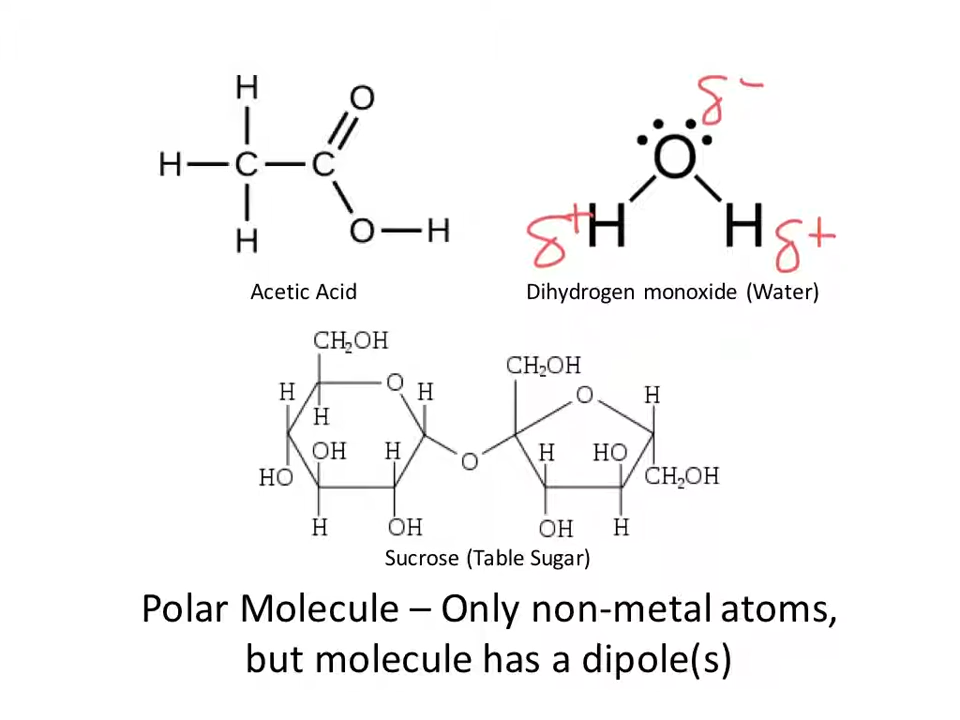 H
O
H C C
H
O H
Acetic Acid
δ-
O
δ+ H H δ+
Dihydrogen monoxide (Water)
CH₂OH
H O H
H
OH H
HO
H OH
O
CH₂OH
O H
H HO
CH₂OH
OH H
Sucrose (Table Sugar)
Polar Molecule – Only non-metal atoms,
but molecule has a dipole(s)